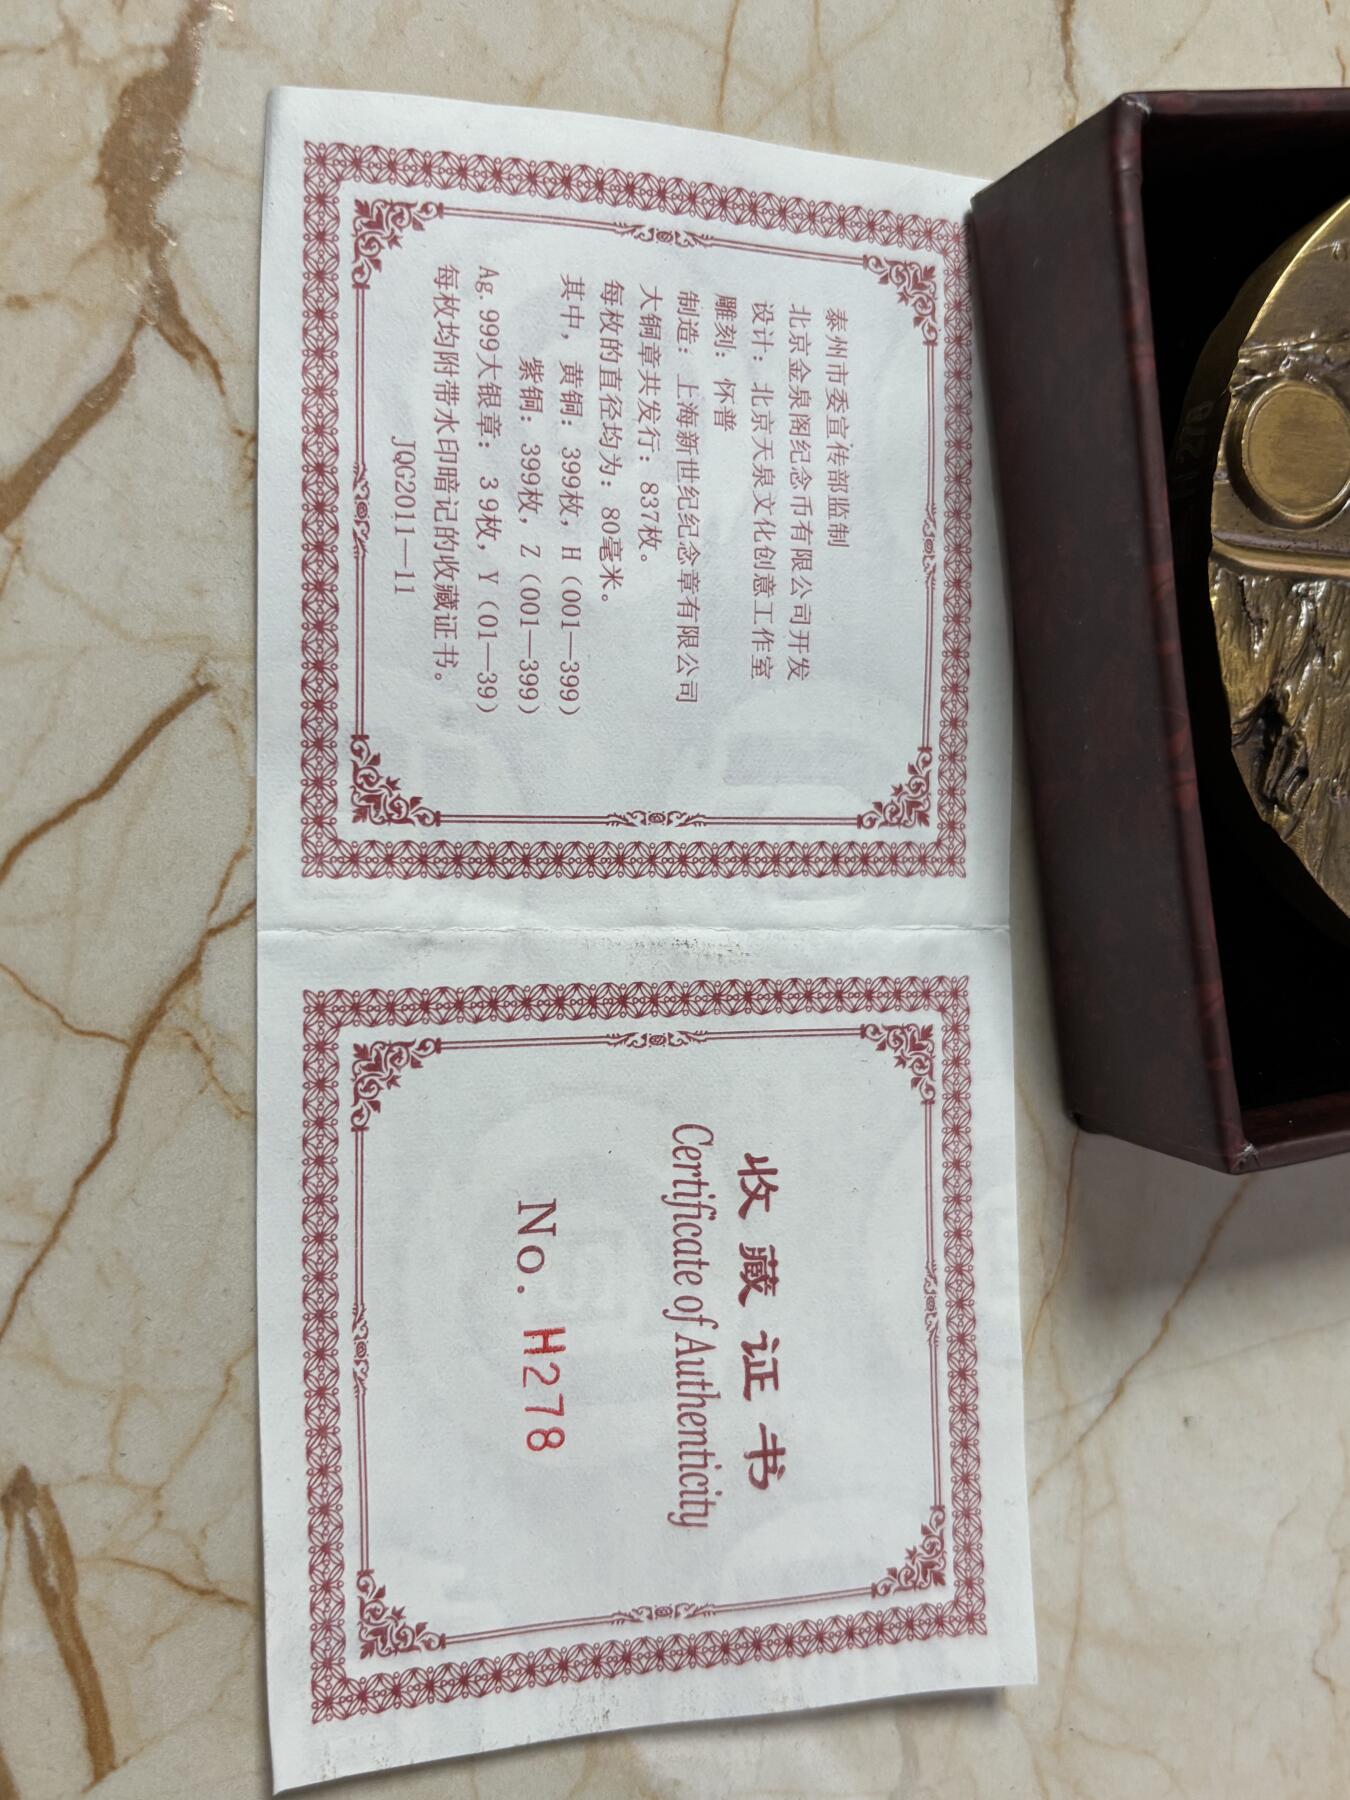 泰州市委宣传部监制
北京金泉阁纪念币有限公司开发
设计：北京天泉文化创意工作室
雕刻：怀普
制造：上海新世纪纪念章有限公司
大铜章共发行：837枚。
每枚的直径均为：80毫米。
其中，黄铜：399枚，H（001—399）
紫铜：399枚，Z（001—399）
Ag.999大银章：39枚，Y（01—39）
每枚均附带水印暗记的收藏证书。
JQG2011—11
收藏证书
Certificate of Authenticity
No. H278